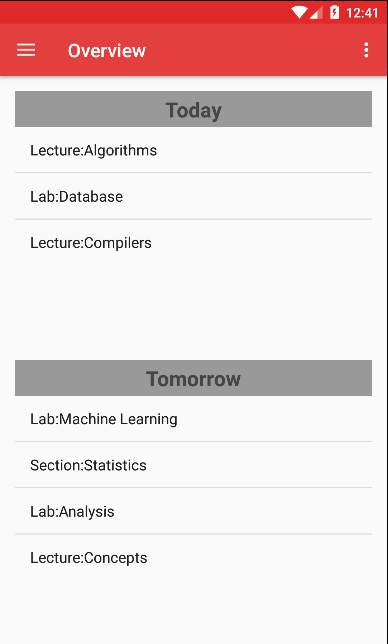 12:41
Overview
Today
Lecture:Algorithms
Lab:Database
Lecture:Compilers
Tomorrow
Lab:Machine Learning
Section:Statistics
Lab:Analysis
Lecture:Concepts